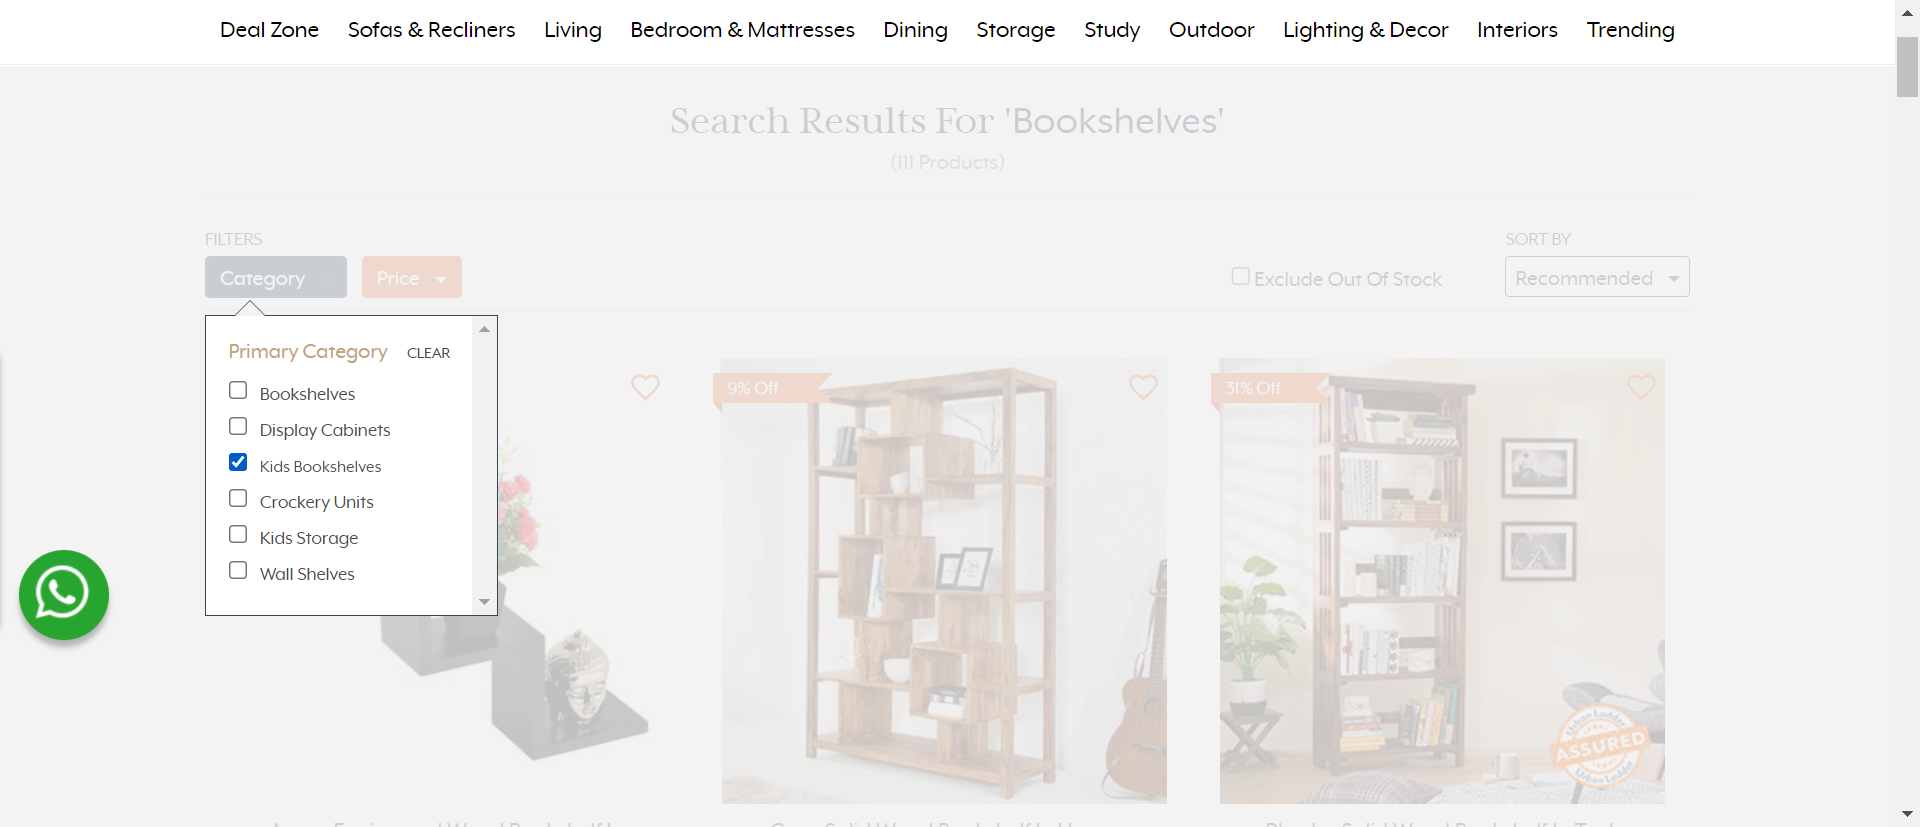 Deal Zone Sofas & Recliners Living Bedroom & Mattresses Dining Storage Study Outdoor Lighting & Decor Interiors Trending
Search Results For 'Bookshelves'
(111 Products)
FILTERS
SORT BY
Category
Price
Exclude Out Of Stock
Recommended
Primary Category CLEAR
Bookshelves
Display Cabinets
Kids Bookshelves
Crockery Units
Kids Storage
Wall Shelves
9% Off
31% Off
Urban Ladder
ASSURED
Urban Ladder